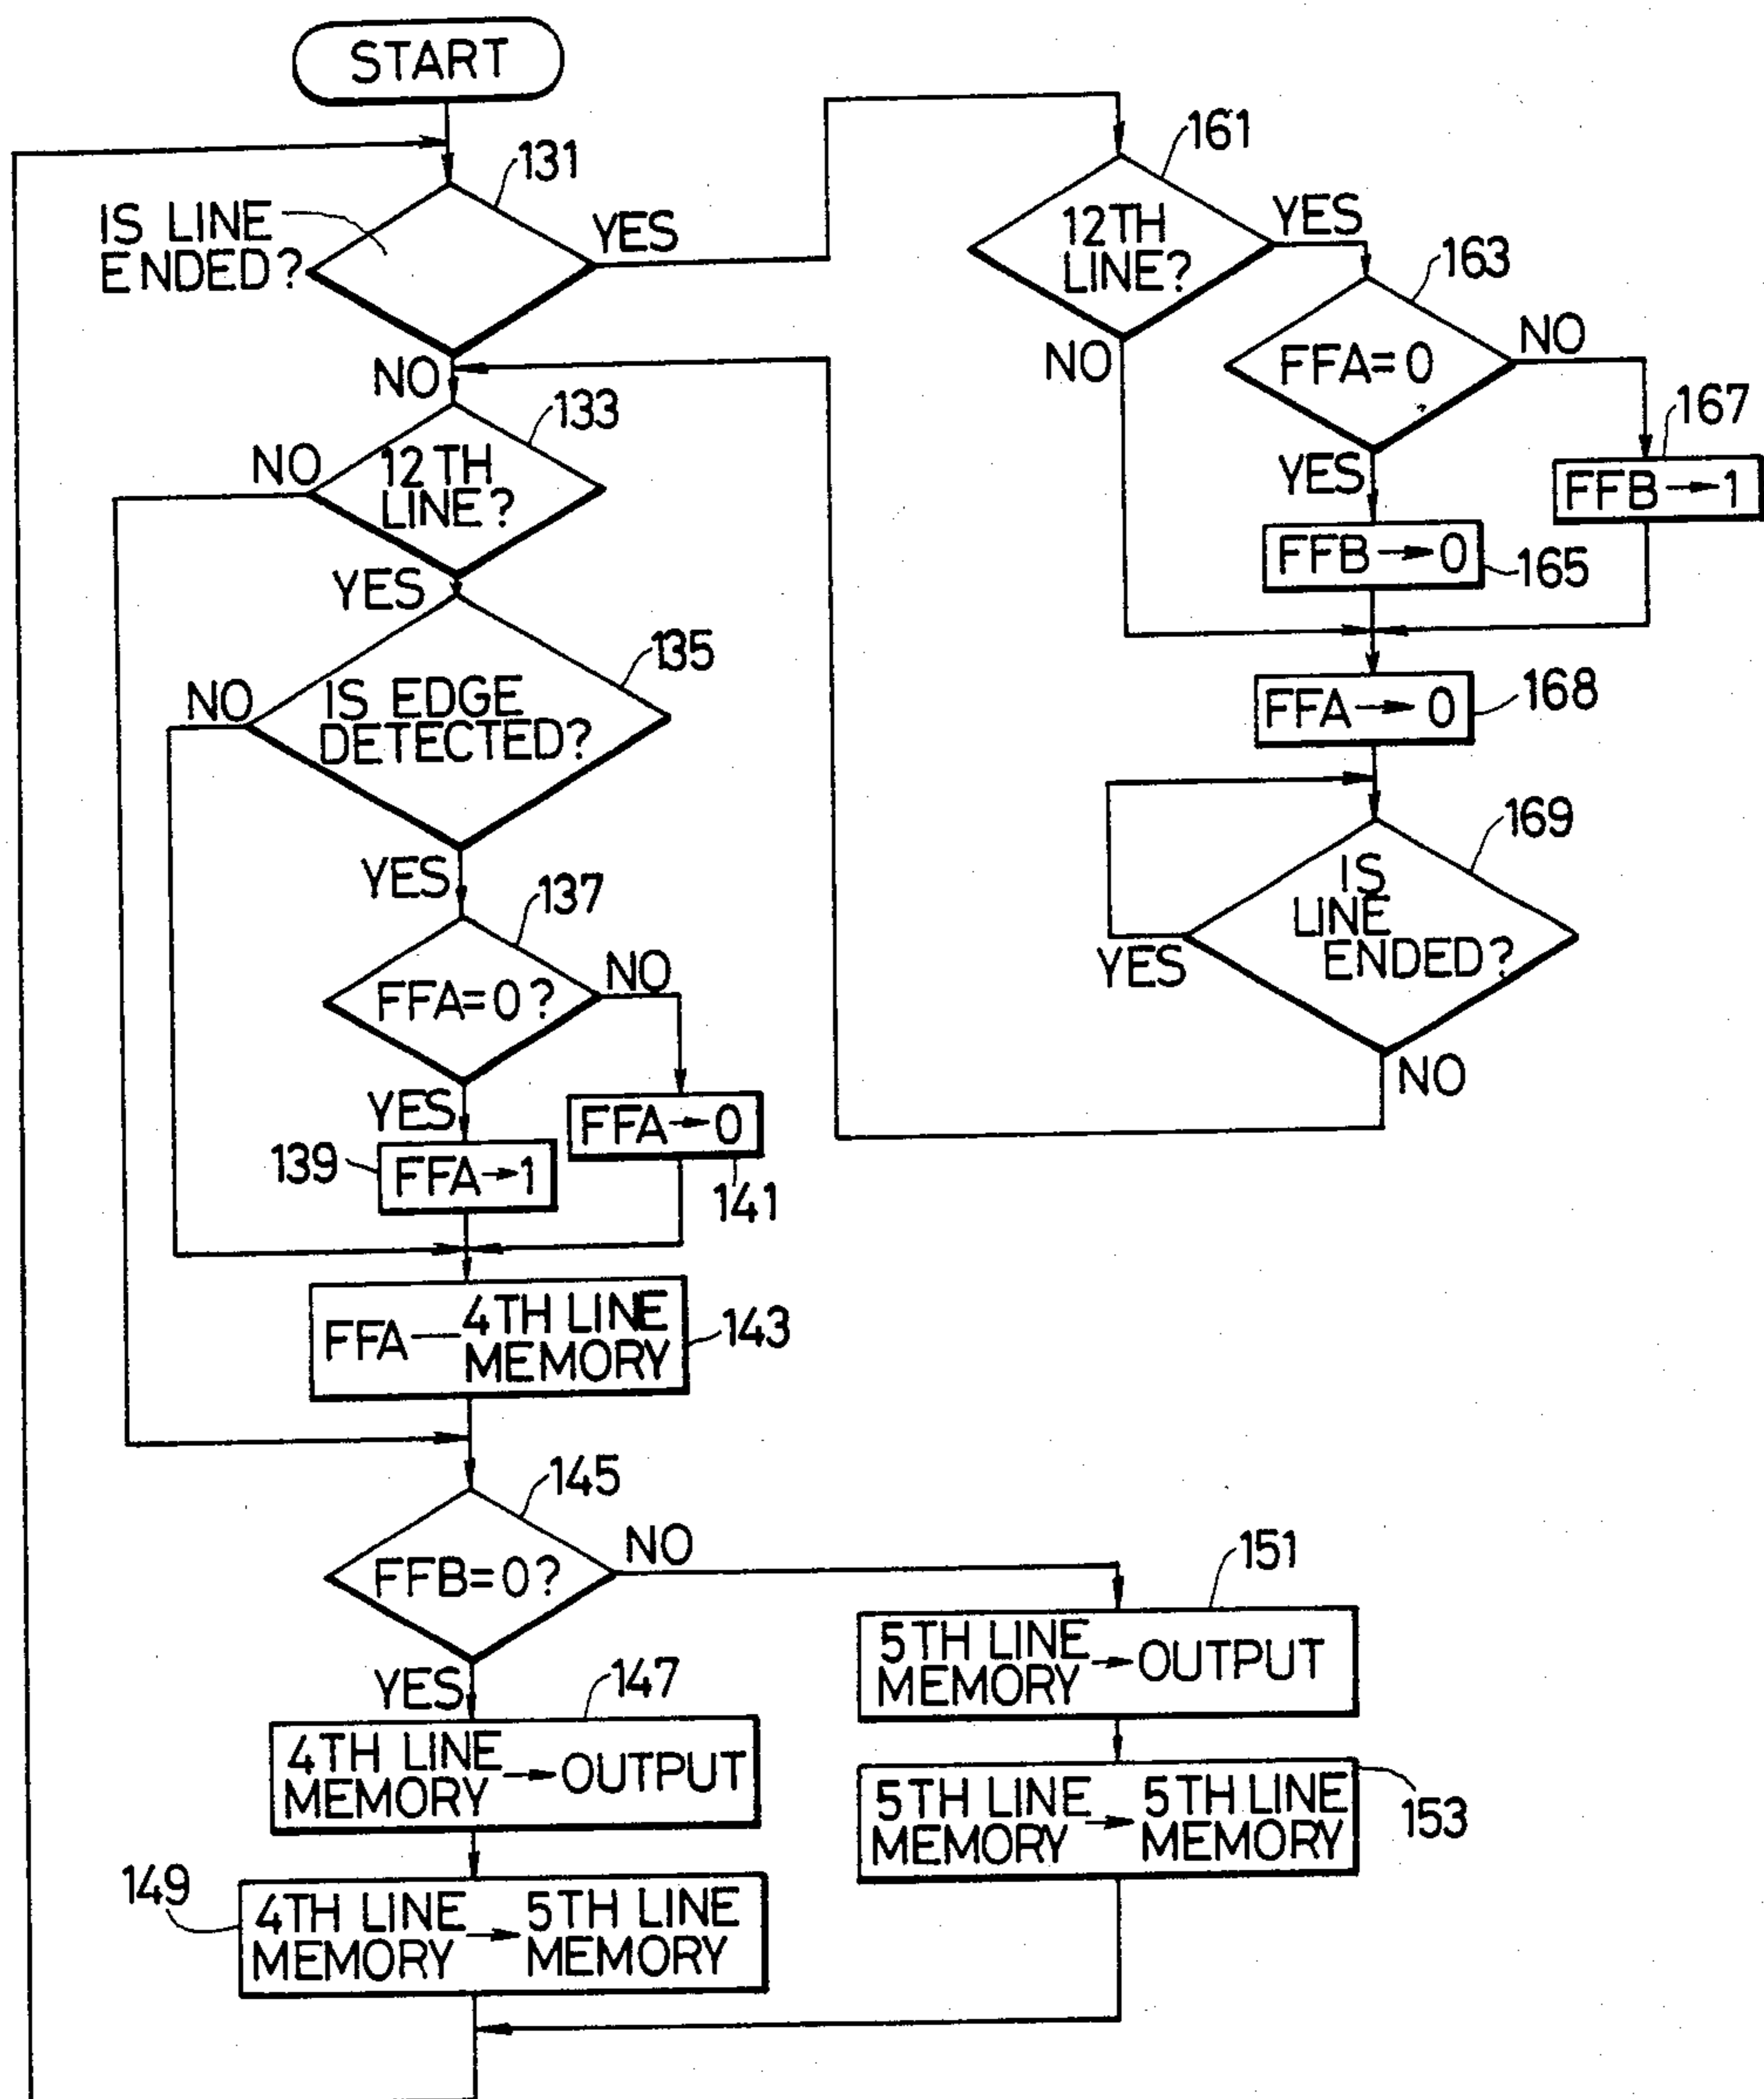 START
131
IS LINE
ENDED?
YES
NO
133
12TH
LINE?
NO
YES
135
IS EDGE
DETECTED?
NO
YES
137
FFA=0?
NO
YES
139
FFA→1
FFA→0
141
FFA—4TH LINE
MEMORY
143
145
FFB=0?
NO
YES
147
4TH LINE
MEMORY → OUTPUT
149
4TH LINE
MEMORY → 5TH LINE
MEMORY
151
5TH LINE
MEMORY → OUTPUT
153
5TH LINE
MEMORY → 5TH LINE
MEMORY
161
12TH
LINE?
YES
NO
163
FFA=0
NO
YES
167
FFB→1
FFB→0
165
FFA→0
168
169
IS
LINE
ENDED?
YES
NO